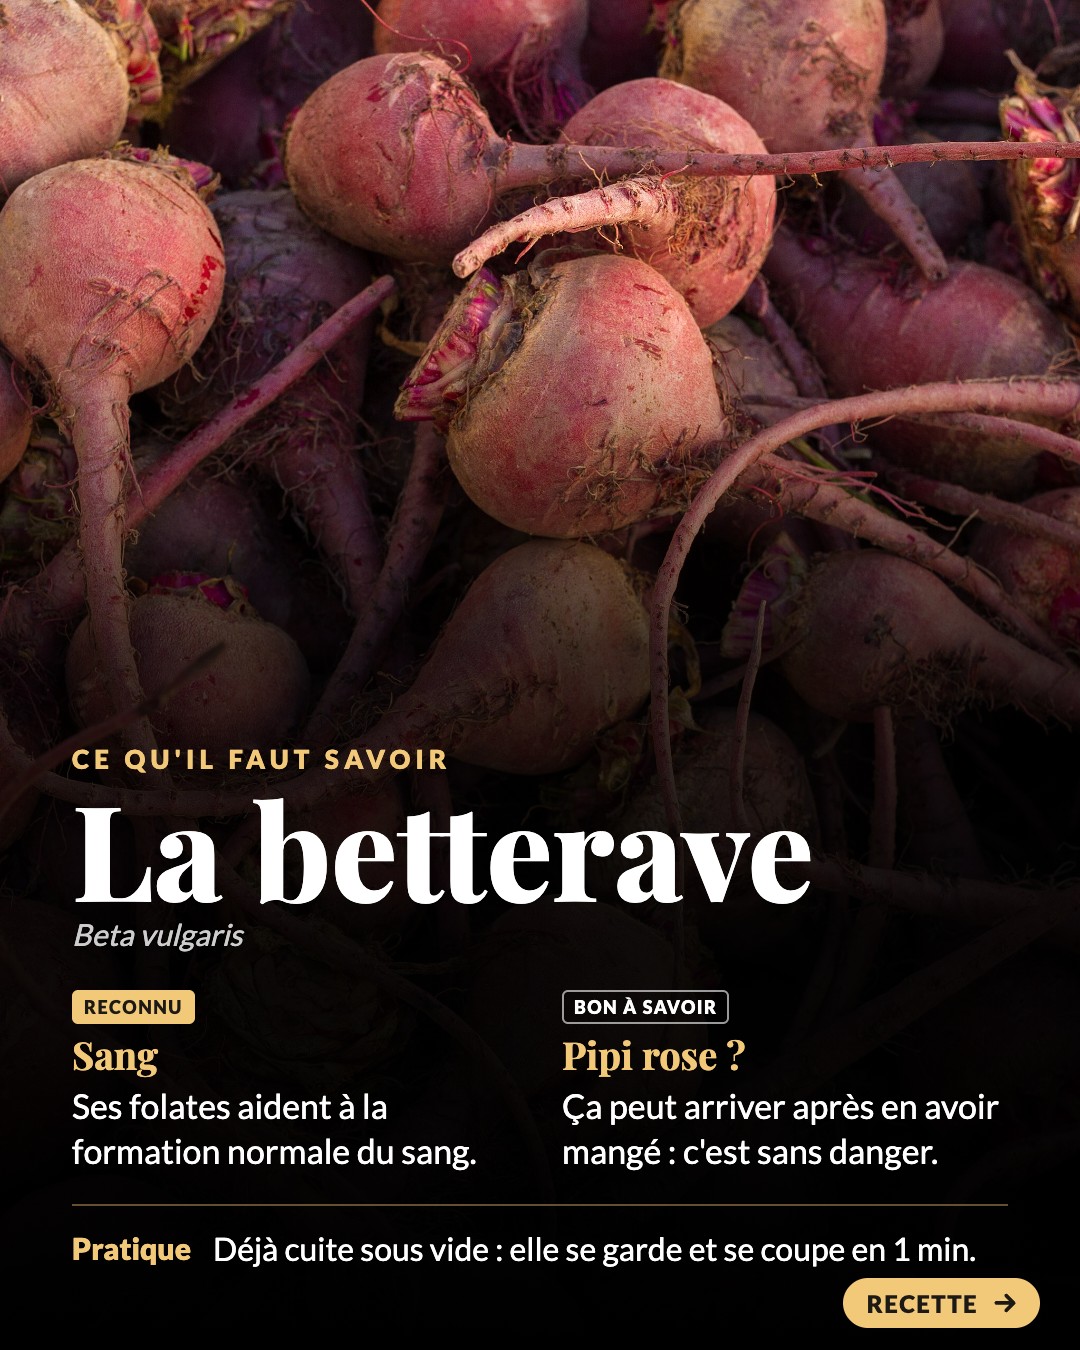 CE QU'IL FAUT SAVOIR
La betterave
Beta vulgaris
RECONNU
Sang
Ses folates aident à la
formation normale du sang.
BON À SAVOIR
Pipi rose ?
Ça peut arriver après en avoir
mangé : c'est sans danger.
Pratique Déjà cuite sous vide : elle se garde et se coupe en 1 min.
RECETTE →